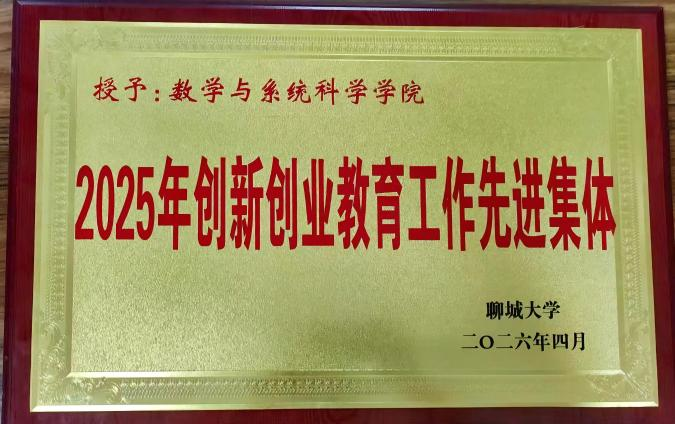 授予：数学与系统科学学院
2025年创新创业教育工作先进集体
聊城大学
二〇二六年四月